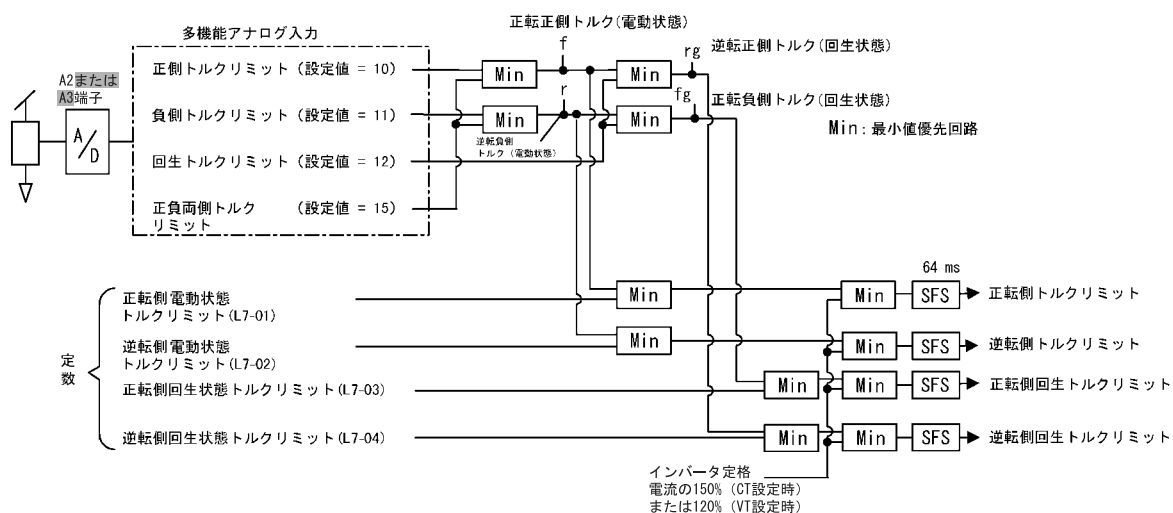 多機能アナログ入力
正転正側トルク(電動状態)
f
rg
逆転正側トルク(回生状態)
正側トルクリミット (設定値 = 10)
Min
Min
A2または
A3端子
A/D
負側トルクリミット (設定値 = 11)
Min
r
Min
fg
正転負側トルク(回生状態)
Min:最小値優先回路
逆転負側
トルク(電動状態)
回生トルクリミット (設定値 = 12)
正負両側トルク
リミット
(設定値 = 15)
64 ms
正転側電動状態
トルクリミット(L7-01)
Min
Min
SFS
正転側トルクリミット
逆転側電動状態
トルクリミット(L7-02)
Min
Min
SFS
逆転側トルクリミット
定数
正転側回生状態トルクリミット(L7-03)
Min
Min
SFS
正転側回生トルクリミット
逆転側回生状態トルクリミット(L7-04)
Min
Min
SFS
逆転側回生トルクリミット
インバータ定格
電流の150% (CT設定時)
または120% (VT設定時)